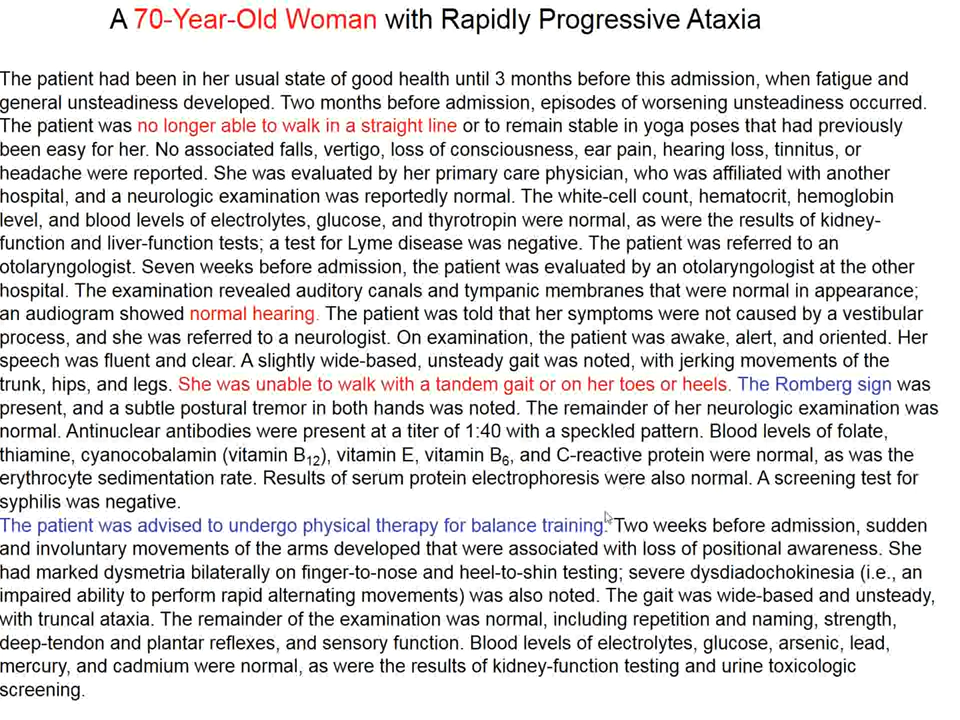 A 70-Year-Old Woman with Rapidly Progressive Ataxia
The patient had been in her usual state of good health until 3 months before this admission, when fatigue and
general unsteadiness developed. Two months before admission, episodes of worsening unsteadiness occurred.
The patient was no longer able to walk in a straight line or to remain stable in yoga poses that had previously
been easy for her. No associated falls, vertigo, loss of consciousness, ear pain, hearing loss, tinnitus, or
headache were reported. She was evaluated by her primary care physician, who was affiliated with another
hospital, and a neurologic examination was reportedly normal. The white-cell count, hematocrit, hemoglobin
level, and blood levels of electrolytes, glucose, and thyrotropin were normal, as were the results of kidney-
function and liver-function tests; a test for Lyme disease was negative. The patient was referred to an
otolaryngologist. Seven weeks before admission, the patient was evaluated by an otolaryngologist at the other
hospital. The examination revealed auditory canals and tympanic membranes that were normal in appearance;
an audiogram showed normal hearing. The patient was told that her symptoms were not caused by a vestibular
process, and she was referred to a neurologist. On examination, the patient was awake, alert, and oriented. Her
speech was fluent and clear. A slightly wide-based, unsteady gait was noted, with jerking movements of the
trunk, hips, and legs. She was unable to walk with a tandem gait or on her toes or heels. The Romberg sign was
present, and a subtle postural tremor in both hands was noted. The remainder of her neurologic examination was
normal. Antinuclear antibodies were present at a titer of 1:40 with a speckled pattern. Blood levels of folate,
thiamine, cyanocobalamin (vitamin B12), vitamin E, vitamin B6, and C-reactive protein were normal, as was the
erythrocyte sedimentation rate. Results of serum protein electrophoresis were also normal. A screening test for
syphilis was negative.
The patient was advised to undergo physical therapy for balance training. Two weeks before admission, sudden
and involuntary movements of the arms developed that were associated with loss of positional awareness. She
had marked dysmetria bilaterally on finger-to-nose and heel-to-shin testing; severe dysdiadochokinesia (i.e., an
impaired ability to perform rapid alternating movements) was also noted. The gait was wide-based and unsteady,
with truncal ataxia. The remainder of the examination was normal, including repetition and naming, strength,
deep-tendon and plantar reflexes, and sensory function. Blood levels of electrolytes, glucose, arsenic, lead,
mercury, and cadmium were normal, as were the results of kidney-function testing and urine toxicologic
screening.